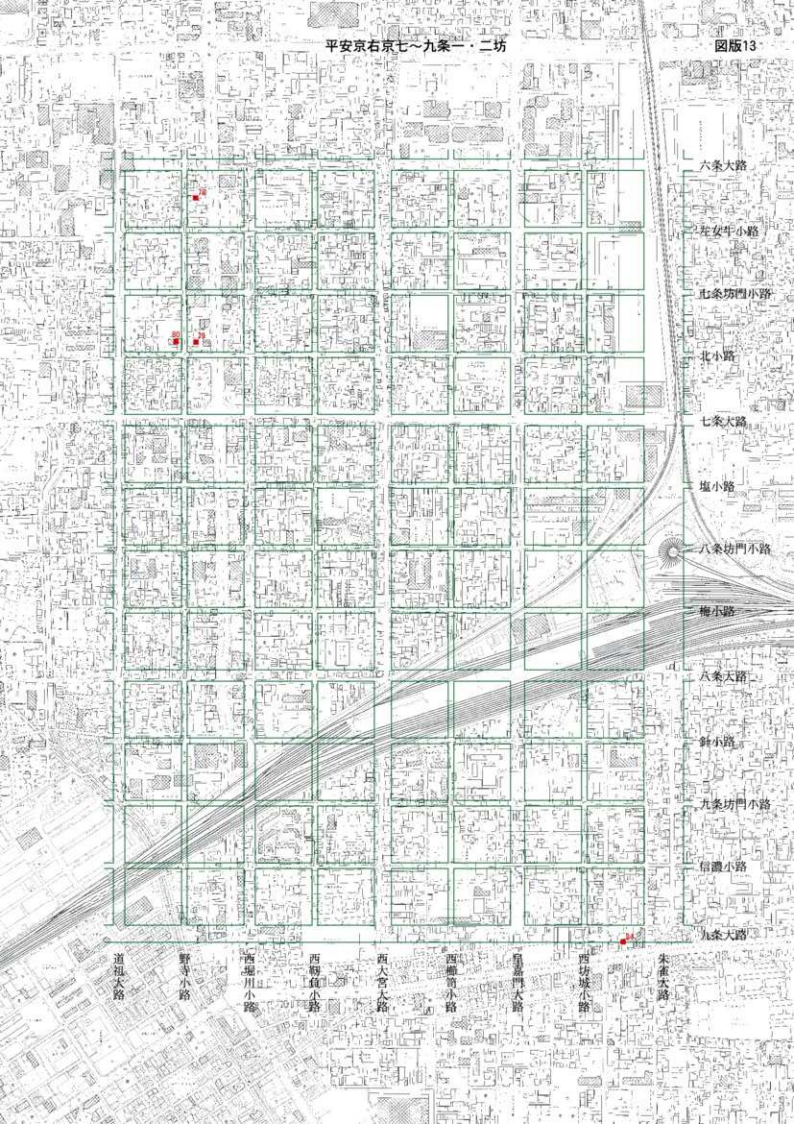 平安京右京七～九条一・二坊
図版13
六条大路
左女牛小路
七条坊門小路
北小路
七条大路
塩小路
八条坊門小路
梅小路
八条大路
針小路
九条坊門小路
信濃小路
九条大路
78
80
79
84
道祖大路
野寺小路
西堀川小路
西靱負小路
西大宮大路
西櫛笥小路
皇嘉門大路
西坊城小路
朱雀大路